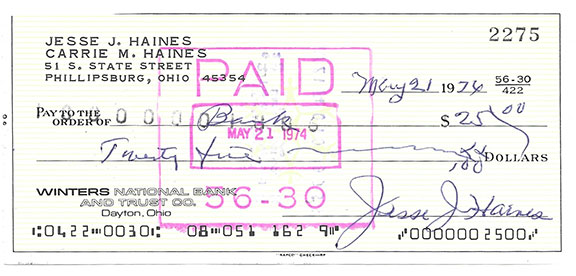 2275
JESSE J. HAINES
CARRIE M. HAINES
51 S. STATE STREET
PHILLIPSBURG, OHIO 45354
PAID
May 21 1974 56-30
422
PAY TO THE
ORDER OF Bank $ 25 00
MAY 21 1974
Twenty five xx/100 DOLLARS
WINTERS NATIONAL BANK
AND TRUST CO.
Dayton, Ohio
56-30
Jesse J. Haines
⑆0422⑉0030⑆ 08⑈051 162 9⑈ ⑈0000002500⑈